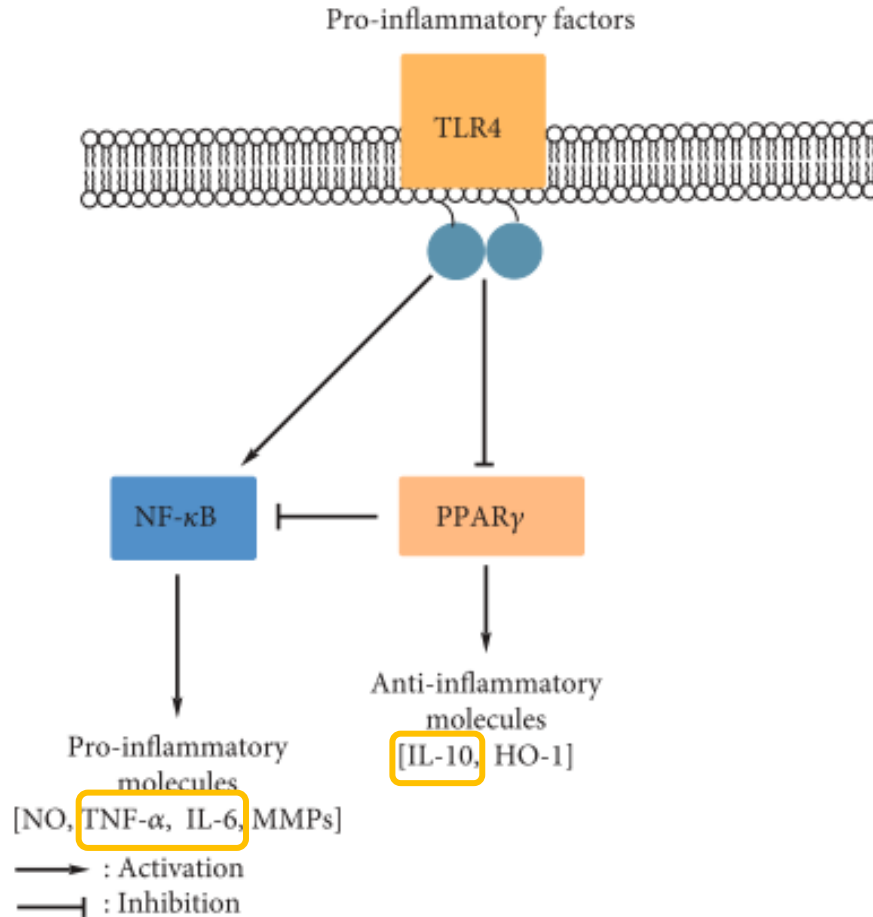 Pro-inflammatory factors
TLR4
NF-κB
PPARγ
Anti-inflammatory
molecules
[IL-10, HO-1]
Pro-inflammatory
molecules
[NO, TNF-α, IL-6, MMPs]
: Activation
: Inhibition